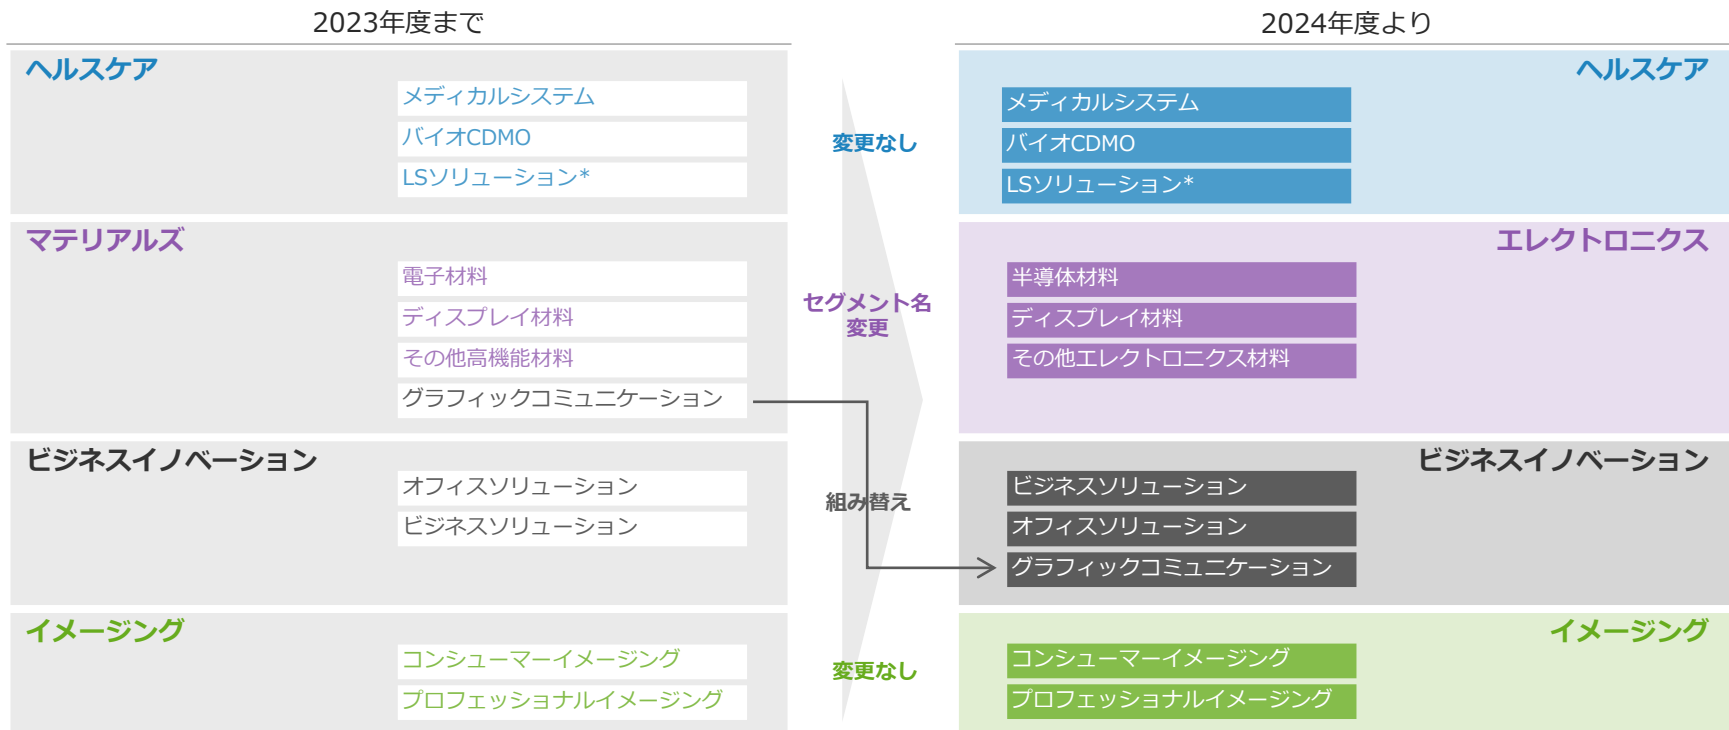 2023年度まで
2024年度より
ヘルスケア
メディカルシステム
バイオCDMO
LSソリューション*
変更なし
ヘルスケア
メディカルシステム
バイオCDMO
LSソリューション*
マテリアルズ
電子材料
ディスプレイ材料
その他高機能材料
グラフィックコミュニケーション
セグメント名
変更
エレクトロニクス
半導体材料
ディスプレイ材料
その他エレクトロニクス材料
ビジネスイノベーション
オフィスソリューション
ビジネスソリューション
組み替え
ビジネスイノベーション
ビジネスソリューション
オフィスソリューション
グラフィックコミュニケーション
イメージング
コンシューマーイメージング
プロフェッショナルイメージング
変更なし
イメージング
コンシューマーイメージング
プロフェッショナルイメージング